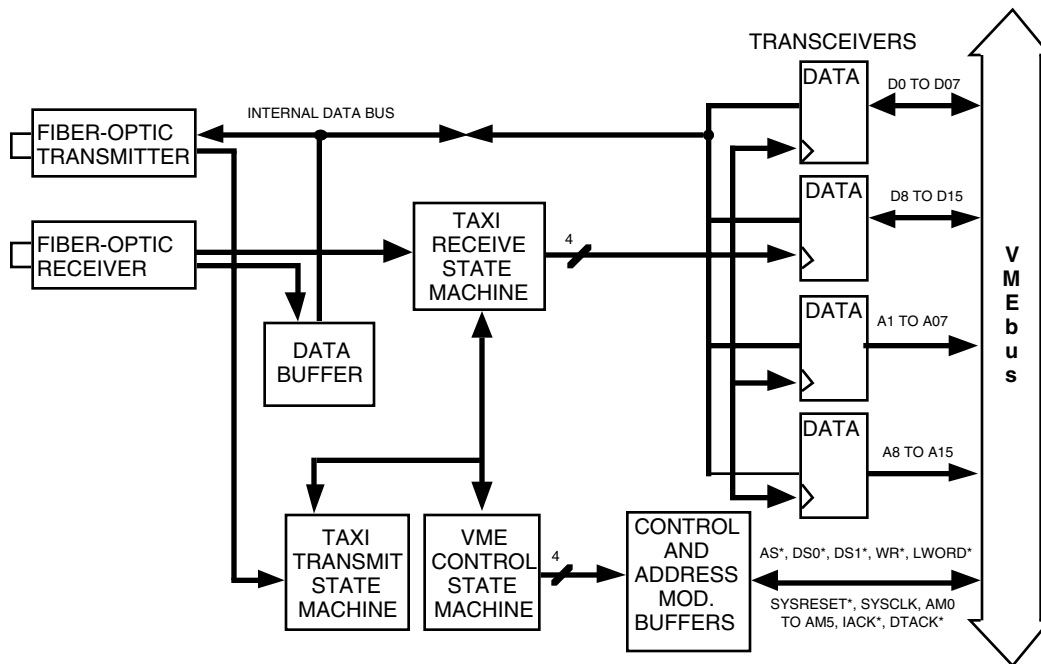 TRANSCEIVERS
DATA
D0 TO D07
INTERNAL DATA BUS
FIBER-OPTIC
TRANSMITTER
DATA
D8 TO D15
TAXI
RECEIVE
STATE
MACHINE
4
FIBER-OPTIC
RECEIVER
VMEbus
DATA
A1 TO A07
DATA
BUFFER
DATA
A8 TO A15
TAXI
TRANSMIT
STATE
MACHINE
VME
CONTROL
STATE
MACHINE
4
CONTROL
AND
ADDRESS
MOD.
BUFFERS
AS*, DS0*, DS1*, WR*, LWORD*
SYSRESET*, SYSCLK, AM0
TO AM5, IACK*, DTACK*